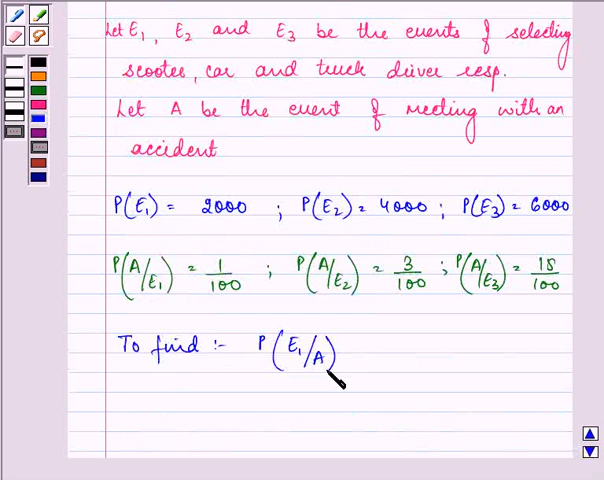 Let E₁, E₂ and E₃ be the events of selecting
scooter, car and truck driver resp.
Let A be the event of meeting with an
accident
P(E₁) = 2000 ; P(E₂) = 4000 ; P(E₃) = 6000
P(A/E₁) = 1/100 ; P(A/E₂) = 3/100 ; P(A/E₃) = 15/100
To find :- P(E₁/A)